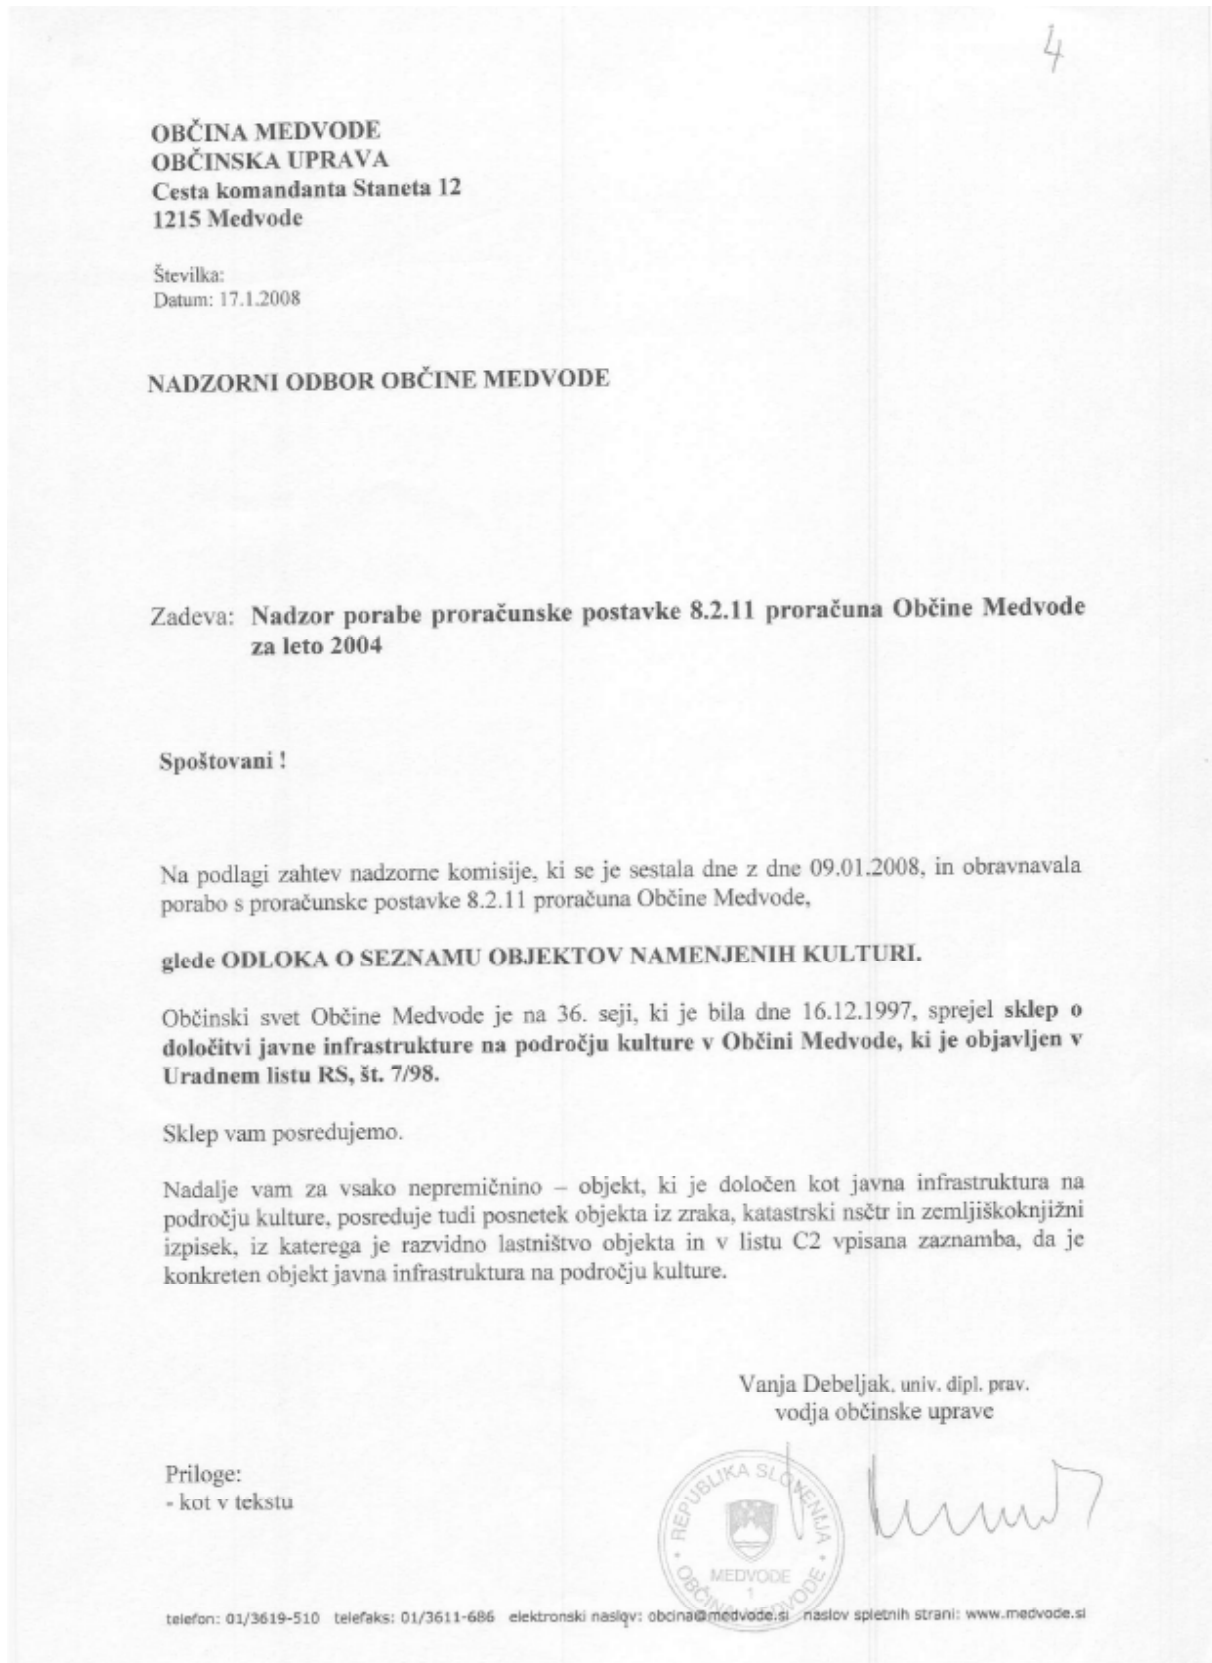 4
OBČINA MEDVODE
OBČINSKA UPRAVA
Cesta komandanta Staneta 12
1215 Medvode
Številka:
Datum: 17.1.2008
NADZORNI ODBOR OBČINE MEDVODE
Zadeva: Nadzor porabe proračunske postavke 8.2.11 proračuna Občine Medvode
za leto 2004
Spoštovani !
Na podlagi zahtev nadzorne komisije, ki se je sestala dne z dne 09.01.2008, in obravnavala
porabo s proračunske postavke 8.2.11 proračuna Občine Medvode,
glede ODLOKA O SEZNAMU OBJEKTOV NAMENJENIH KULTURI.
Občinski svet Občine Medvode je na 36. seji, ki je bila dne 16.12.1997, sprejel sklep o
določitvi javne infrastrukture na področju kulture v Občini Medvode, ki je objavljen v
Uradnem listu RS, št. 7/98.
Sklep vam posredujemo.
Nadalje vam za vsako nepremičnino – objekt, ki je določen kot javna infrastruktura na
področju kulture, posreduje tudi posnetek objekta iz zraka, katastrski nsčtr in zemljiškoknjižni
izpisek, iz katerega je razvidno lastništvo objekta in v listu C2 vpisana zaznamba, da je
konkreten objekt javna infrastruktura na področju kulture.
Vanja Debeljak, univ. dipl. prav.
vodja občinske uprave
Priloge:
- kot v tekstu
REPUBLIKA SLOVENIJA
MEDVODE
1
OBČINA MEDVODE
telefon: 01/3619-510 telefaks: 01/3611-686 elektronski naslov: obcina@medvode.si naslov spletnih strani: www.medvode.si